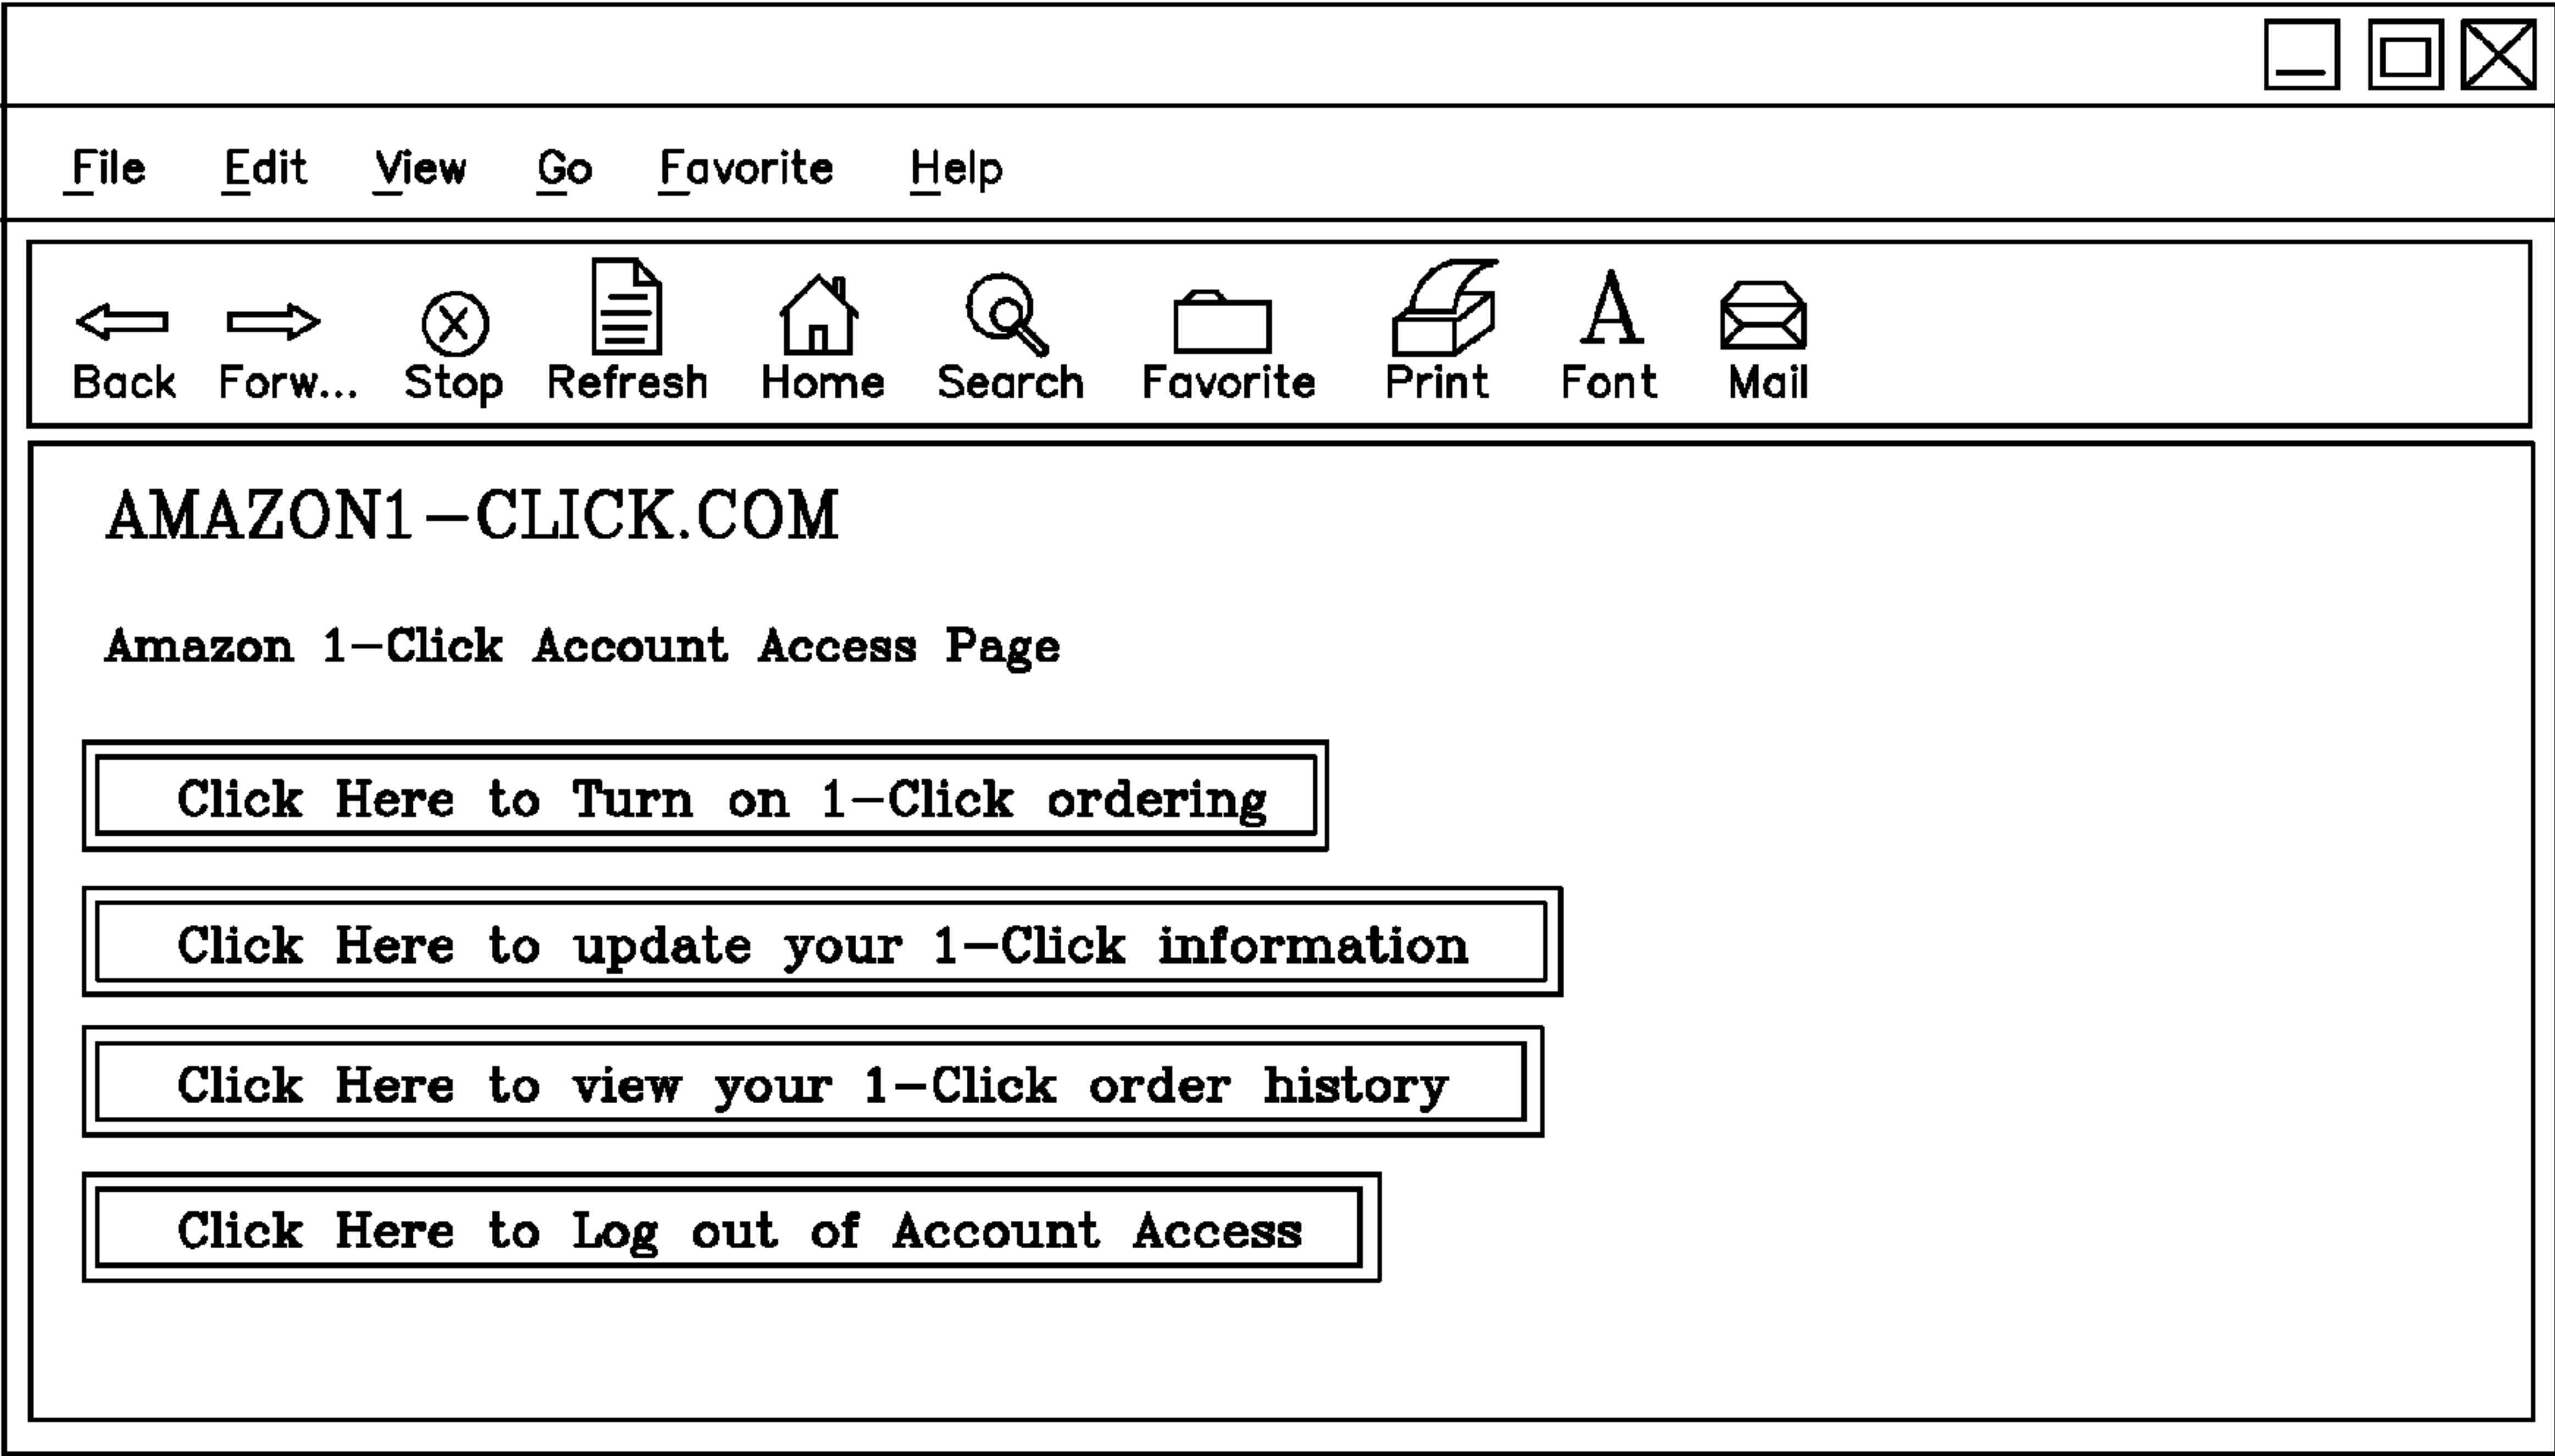 File Edit View Go Favorite Help
Back Forw... Stop Refresh Home Search Favorite Print Font Mail
AMAZON1-CLICK.COM
Amazon 1-Click Account Access Page
Click Here to Turn on 1-Click ordering
Click Here to update your 1-Click information
Click Here to view your 1-Click order history
Click Here to Log out of Account Access